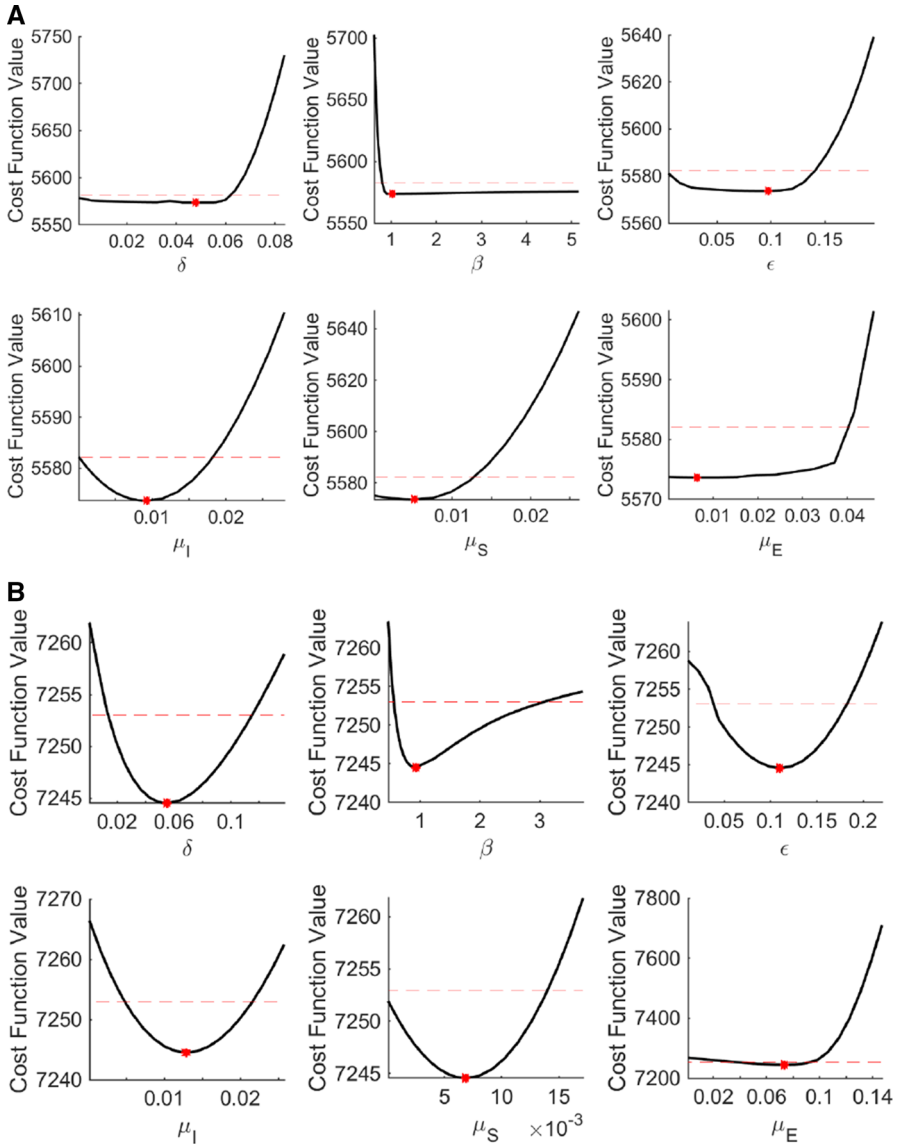 A
Cost Function Value
5750
5700
5650
5600
5550
0.02 0.04 0.06 0.08
δ
Cost Function Value
5700
5650
5600
5550
1 2 3 4 5
β
Cost Function Value
5640
5620
5600
5580
5560
0.05 0.1 0.15
ϵ
Cost Function Value
5610
5600
5590
5580
0.01 0.02
μI
Cost Function Value
5640
5620
5600
5580
0.01 0.02
μS
Cost Function Value
5600
5590
5580
5570
0.01 0.02 0.03 0.04
μE
B
Cost Function Value
7260
7255
7250
7245
0.02 0.06 0.1
δ
Cost Function Value
7260
7255
7250
7245
7240
1 2 3
β
Cost Function Value
7260
7255
7250
7245
7240
0.05 0.1 0.15 0.2
ϵ
Cost Function Value
7270
7260
7250
7240
0.01 0.02
μI
Cost Function Value
7260
7255
7250
7245
5 10 15
μS ×10-3
Cost Function Value
7800
7600
7400
7200
0.02 0.06 0.1 0.14
μE